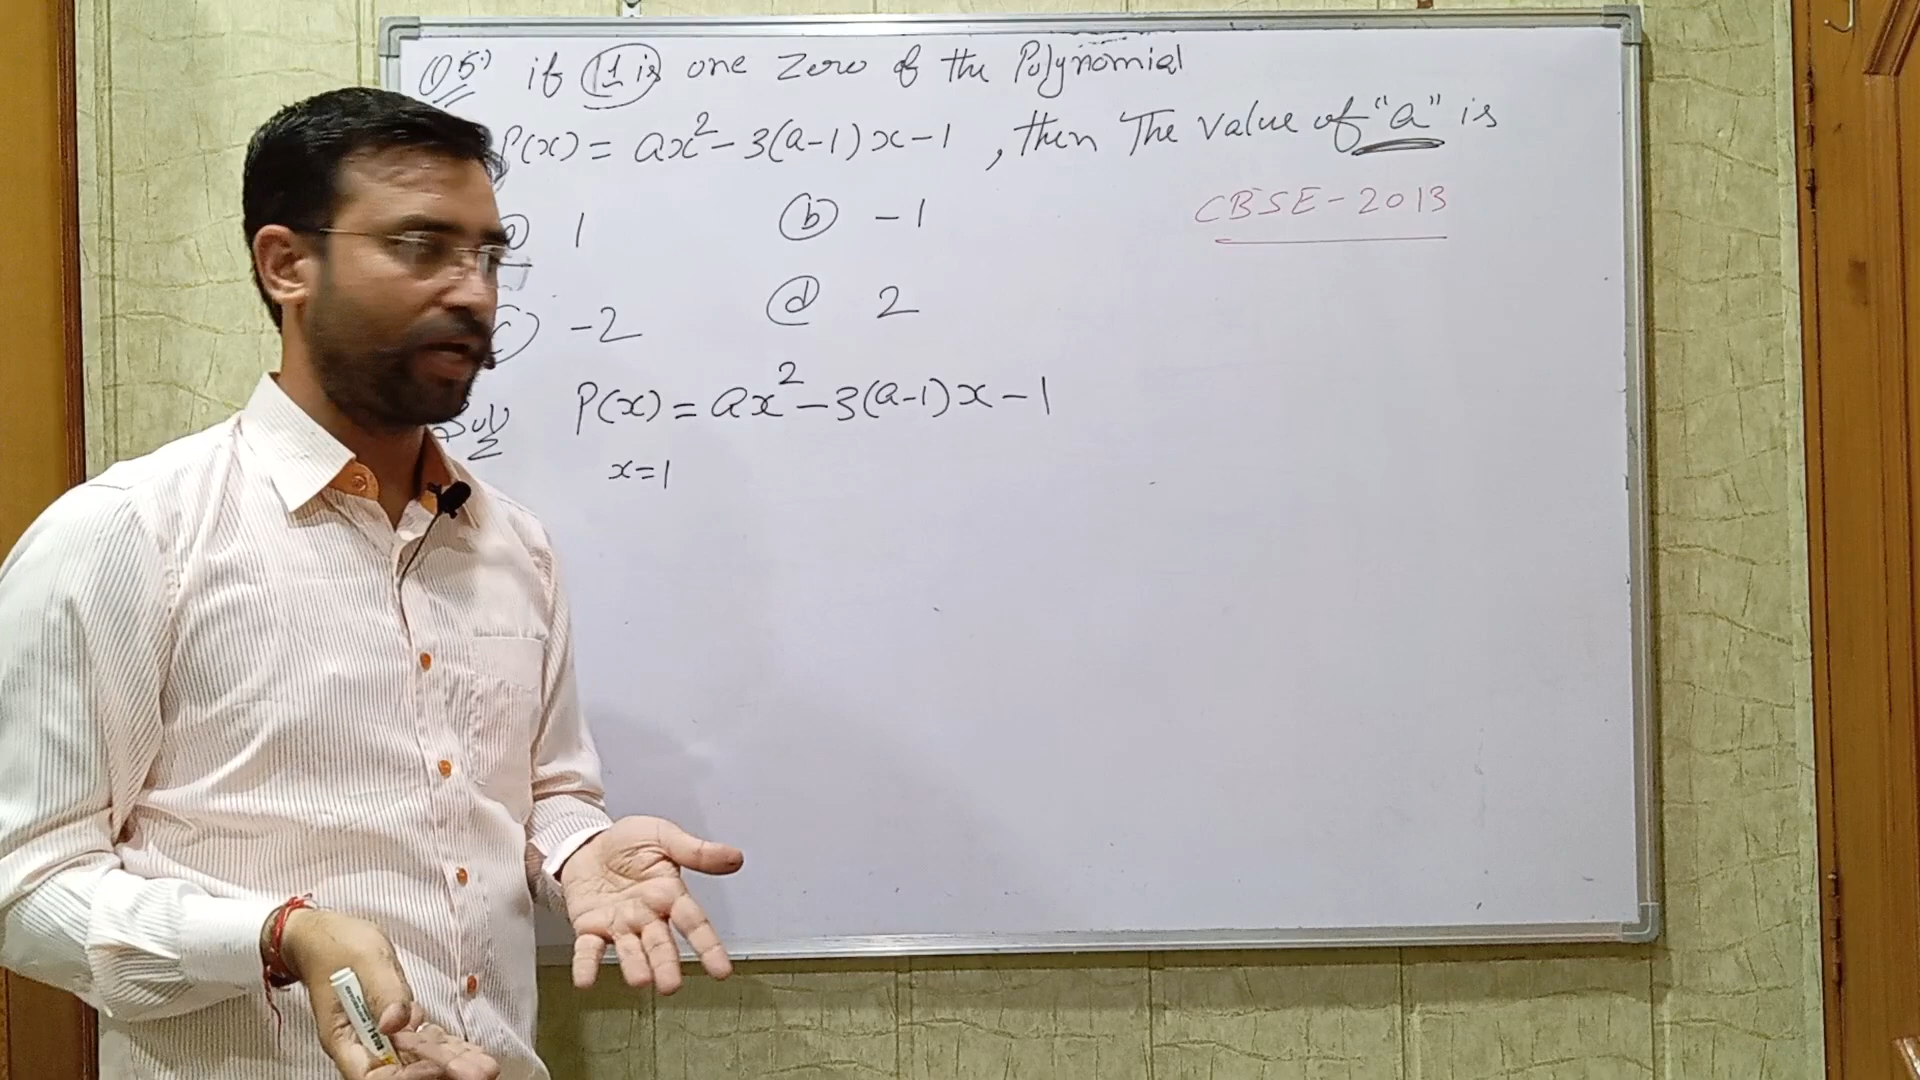 Q5:) if 1 is one zero of the Polynomial
P(x) = ax² - 3(a-1)x - 1 , then The value of "a" is
1 (b) -1 CBSE - 2013
(c) -2 (d) 2
Sol) P(x) = ax² - 3(a-1)x - 1
x = 1